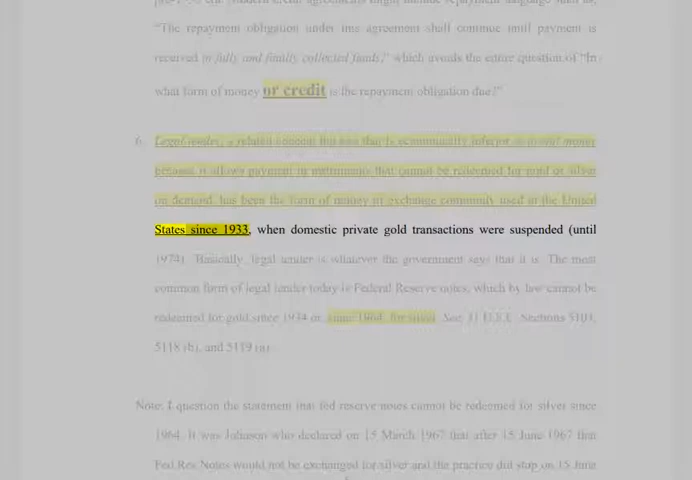 "The repayment obligation under this agreement shall continue until payment is
received in fully and finally collected funds," which avoids the entire question of "In
what form of money or credit is the repayment obligation due?"
6. Legal tender, a related concept but one that is economically inferior to lawful money
because it allows payment in instruments that cannot be redeemed for gold or silver
on demand, has been the form of money in exchange commonly used in the United
States since 1933, when domestic private gold transactions were suspended (until
1974). Basically, legal tender is whatever the government says that it is. The most
common form of legal tender today is Federal Reserve notes, which by law cannot be
redeemed for gold since 1934 or, since 1964, for silver. See 31 U.S.C. Sections 5103,
5118 (b), and 5119 (a).
Note: I question the statement that fed reserve notes cannot be redeemed for silver since
1964. It was Johnson who declared on 15 March 1967 that after 15 June 1967 that
Fed Res Notes would not be exchanged for silver and the practice did stop on 15 June